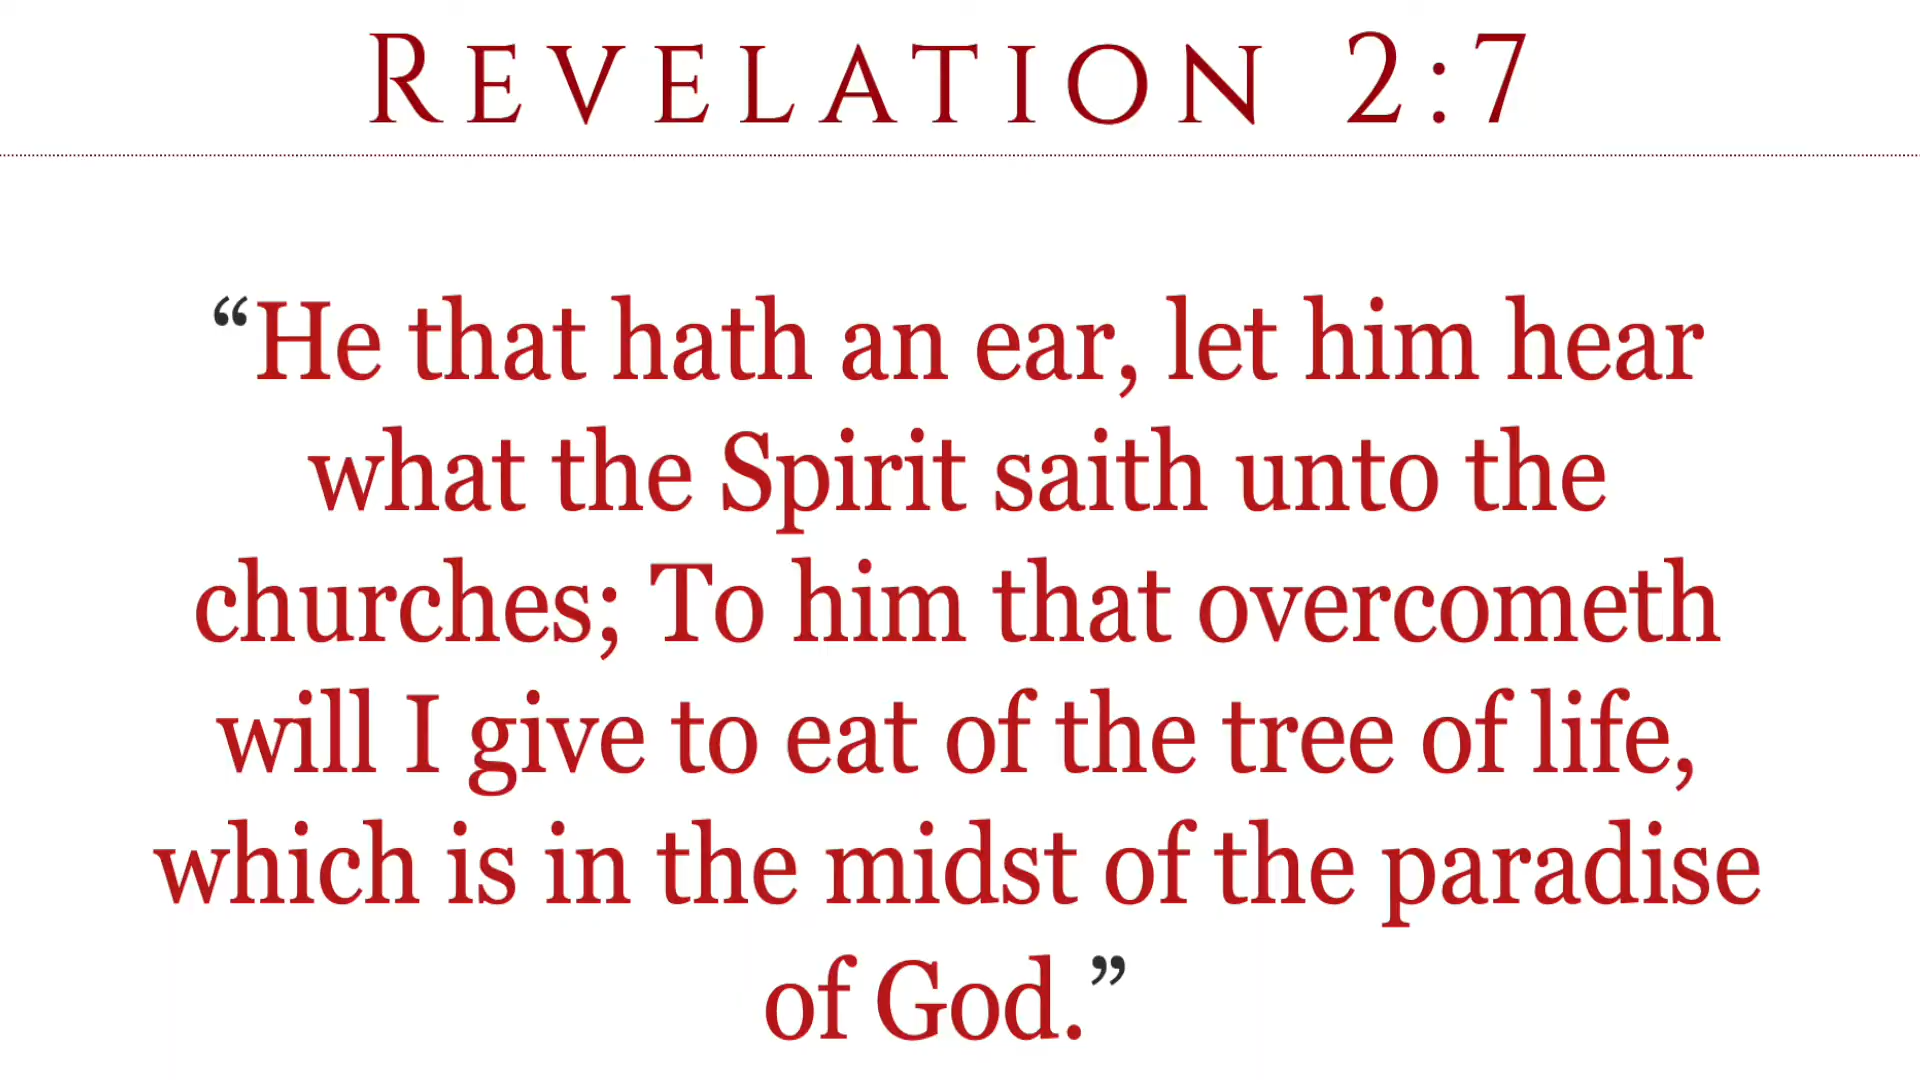 REVELATION 2:7
“He that hath an ear, let him hear
what the Spirit saith unto the
churches; To him that overcometh
will I give to eat of the tree of life,
which is in the midst of the paradise
of God.”